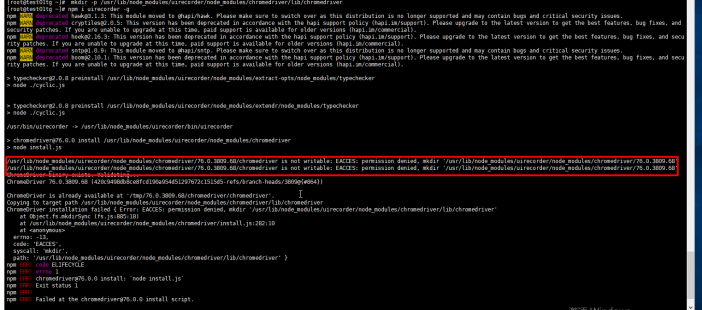 [root@test01tg ~]# mkdir -p /usr/lib/node_modules/uirecorder/node_modules/chromedriver/lib/chromedriver
[root@test01tg ~]# npm i uirecorder -g
npm WARN deprecated hawk@3.1.3: This module moved to @hapi/hawk. Please make sure to switch over as this distribution is no longer supported and may contain bugs and critical security issues.
npm WARN deprecated cryptiles@2.0.5: This version has been deprecated in accordance with the hapi support policy (hapi.im/support). Please upgrade to the latest version to get the best features, bug fixes, and
security patches. If you are unable to upgrade at this time, paid support is available for older versions (hapi.im/commercial).
npm WARN deprecated hoek@2.16.3: This version has been deprecated in accordance with the hapi support policy (hapi.im/support). Please upgrade to the latest version to get the best features, bug fixes, and secu
rity patches. If you are unable to upgrade at this time, paid support is available for older versions (hapi.im/commercial).
npm WARN deprecated sntp@1.0.9: This module moved to @hapi/sntp. Please make sure to switch over as this distribution is no longer supported and may contain bugs and critical security issues.
npm WARN deprecated boom@2.10.1: This version has been deprecated in accordance with the hapi support policy (hapi.im/support). Please upgrade to the latest version to get the best features, bug fixes, and secu
rity patches. If you are unable to upgrade at this time, paid support is available for older versions (hapi.im/commercial).
> typechecker@2.0.8 preinstall /usr/lib/node_modules/uirecorder/node_modules/extract-opts/node_modules/typechecker
> node ./cyclic.js
> typechecker@2.0.8 preinstall /usr/lib/node_modules/uirecorder/node_modules/extendr/node_modules/typechecker
> node ./cyclic.js
/usr/bin/uirecorder -> /usr/lib/node_modules/uirecorder/bin/uirecorder
> chromedriver@76.0.0 install /usr/lib/node_modules/uirecorder/node_modules/chromedriver
> node install.js
/usr/lib/node_modules/uirecorder/node_modules/chromedriver/76.0.3809.68/chromedriver is not writable: EACCES: permission denied, mkdir '/usr/lib/node_modules/uirecorder/node_modules/chromedriver/76.0.3809.68'
/usr/lib/node_modules/uirecorder/node_modules/chromedriver/76.0.3809.68/chromedriver is not writable: EACCES: permission denied, mkdir '/usr/lib/node_modules/uirecorder/node_modules/chromedriver/76.0.3809.68'
ChromeDriver binary exists. Validating...
ChromeDriver 76.0.3809.68
ChromeDriver is already available at '/tmp/76.0.3809.68/chromedriver/chromedriver'.
Copying to target path /usr/lib/node_modules/uirecorder/node_modules/chromedriver/lib/chromedriver
ChromeDriver installation failed { Error: EACCES: permission denied, mkdir '/usr/lib/node_modules/uirecorder/node_modules/chromedriver/lib/chromedriver'
at Object.fs.mkdirSync (fs.js:885:18)
at /usr/lib/node_modules/uirecorder/node_modules/chromedriver/install.js:282:10
at <anonymous>
errno: -13,
code: 'EACCES',
syscall: 'mkdir',
path: '/usr/lib/node_modules/uirecorder/node_modules/chromedriver/lib/chromedriver' }
npm ERR! code ELIFECYCLE
npm ERR! errno 1
npm ERR! chromedriver@76.0.0 install: `node install.js`
npm ERR! Exit status 1
npm ERR!
npm ERR! Failed at the chromedriver@76.0.0 install script.